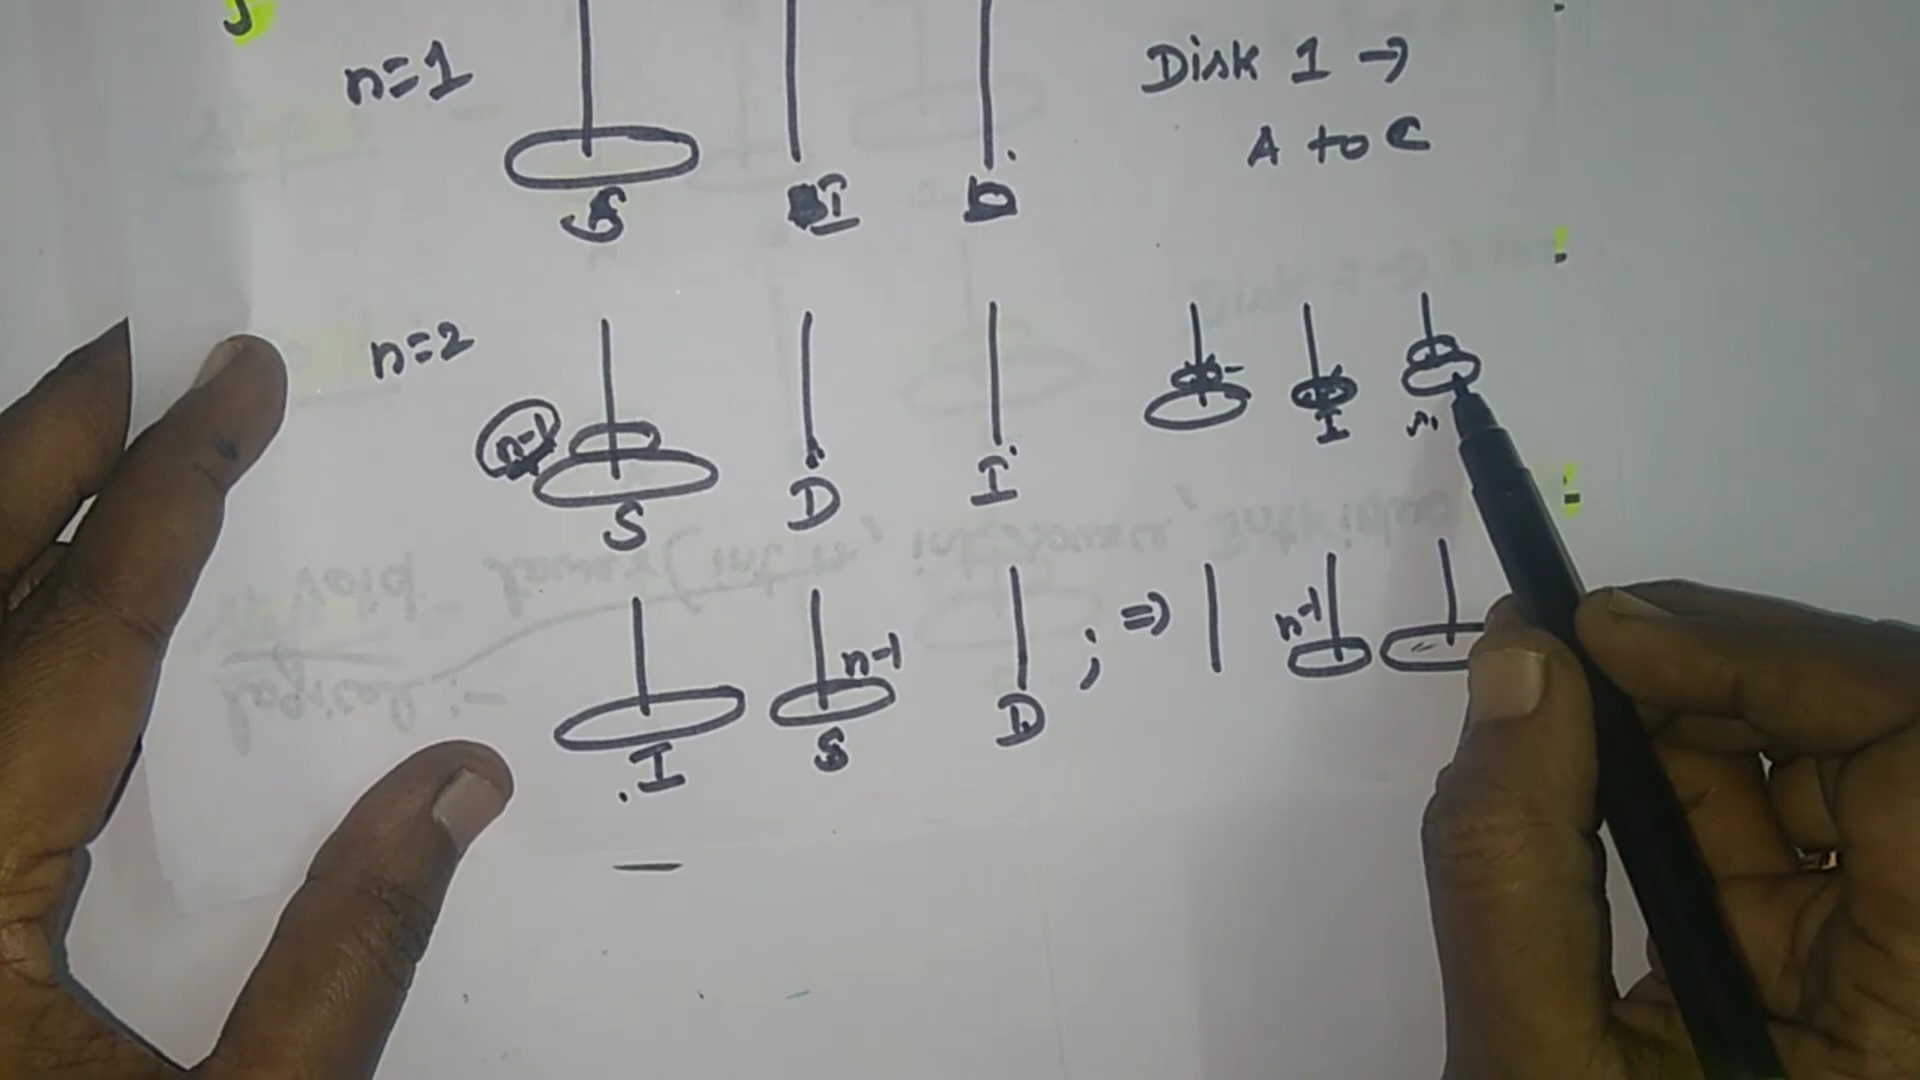 n=1
Disk 1 →
A to C
S I D
n=2
n-1
S D I
I
n-1
n-1
; ⇒
I S D